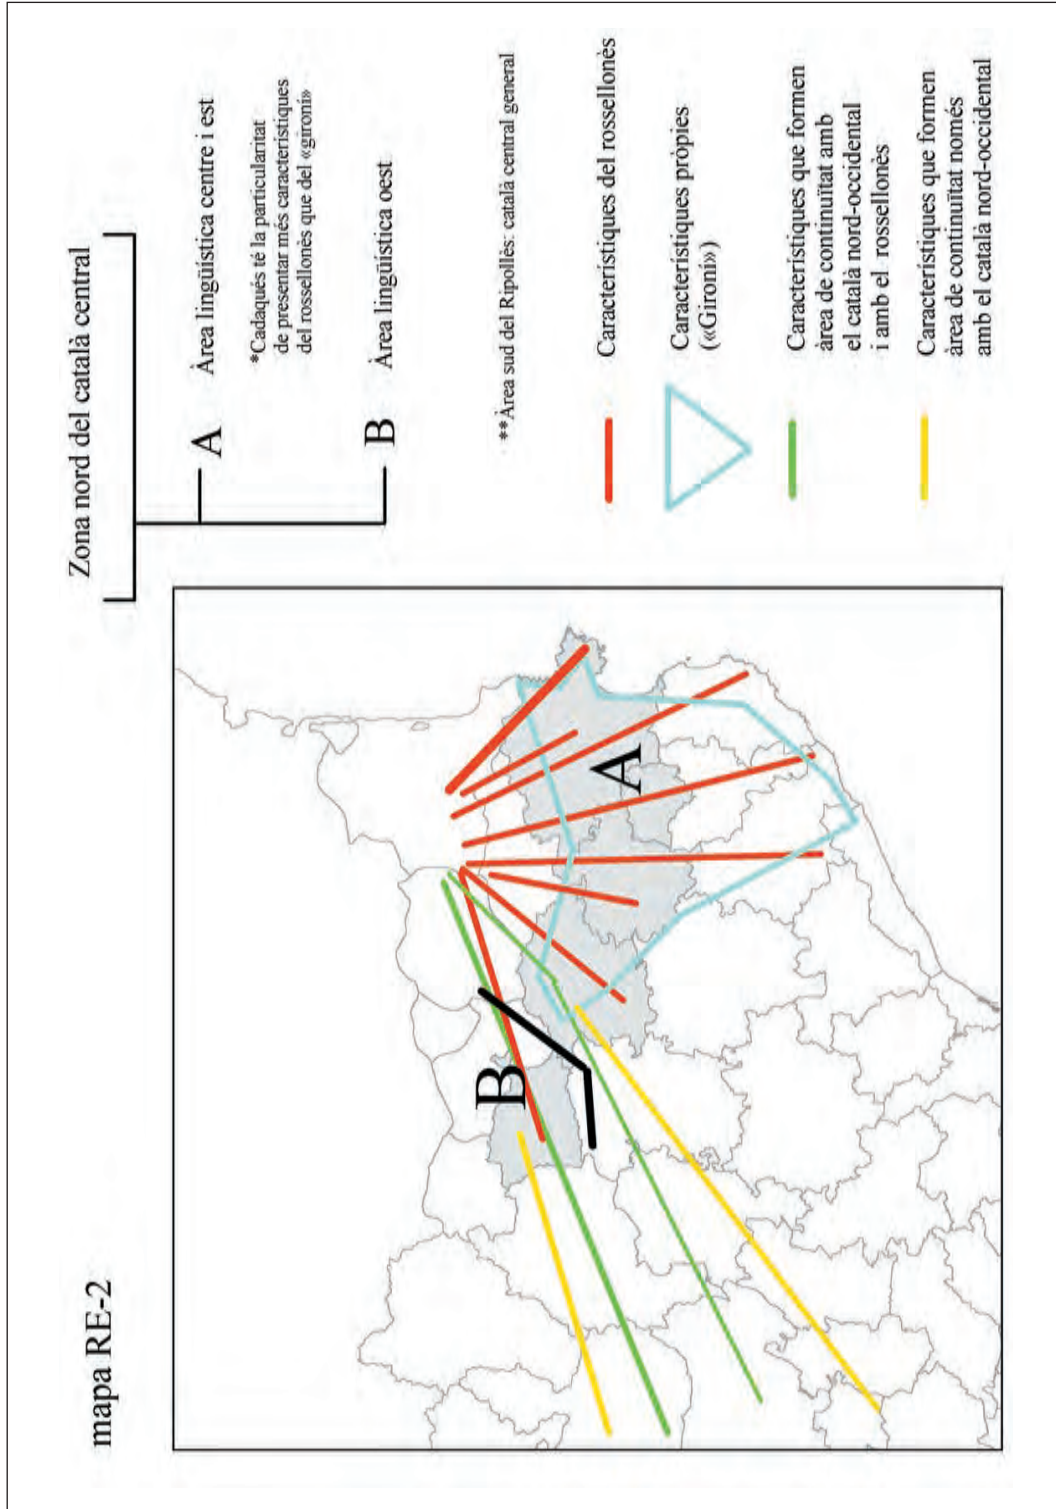 mapa RE-2
Zona nord del català central
A Àrea lingüística centre i est
*Cadaqués té la particularitat
de presentar més característiques
del rossellonès que del «gironí»
B Àrea lingüística oest
**Àrea sud del Ripollès: català central general
Característiques del rossellonès
Característiques pròpies
(«Gironí»)
Característiques que formen
àrea de continuïtat amb
el català nord-occidental
i amb el rossellonès
Característiques que formen
àrea de continuïtat només
amb el català nord-occidental
B
A